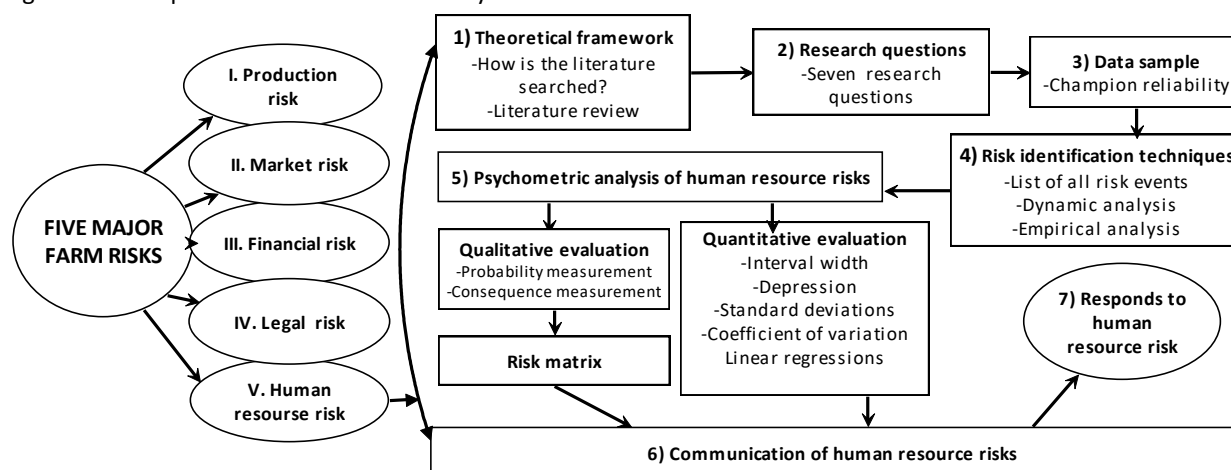 FIVE MAJOR
FARM RISKS
I. Production
risk
II. Market risk
III. Financial risk
IV. Legal risk
V. Human
resourse risk
1) Theoretical framework
-How is the literature
searched?
-Literature review
2) Research questions
-Seven research
questions
3) Data sample
-Champion reliability
4) Risk identification techniques
-List of all risk events
-Dynamic analysis
-Empirical analysis
5) Psychometric analysis of human resource risks
Qualitative evaluation
-Probability measurement
-Consequence measurement
Risk matrix
Quantitative evaluation
-Interval width
-Depression
-Standard deviations
-Coefficient of variation
Linear regressions
6) Communication of human resource risks
7) Responds to
human
resource risk